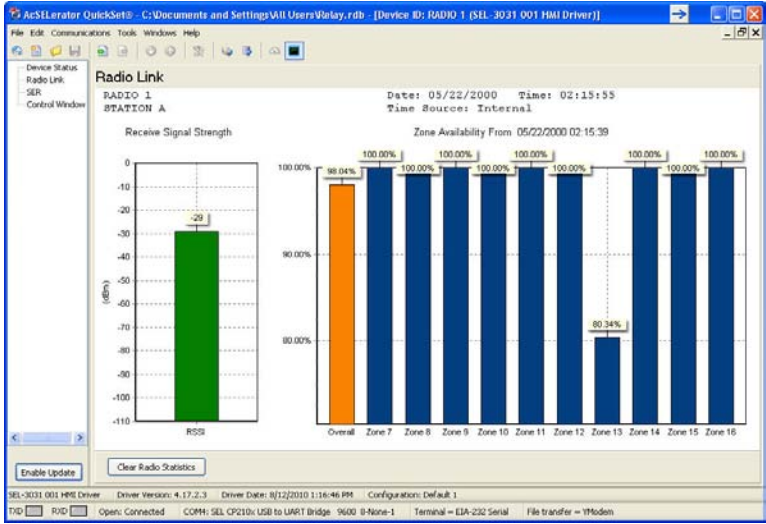 AcSELerator QuickSet® - C:\Documents and Settings\All Users\Relay.rdb - [Device ID: RADIO 1 (SEL-3031 001 HMI Driver)]
File Edit Communications Tools Windows Help
Device Status
Radio Link
SER
Control Window
Radio Link
RADIO 1
STATION A
Date: 05/22/2000 Time: 02:15:55
Time Source: Internal
Receive Signal Strength
0
-10
-20
-30
-40
-50
-60
-70
-80
-90
-100
-110
(dBm)
-29
RSSI
Zone Availability From 05/22/2000 02:15:39
100.00%
90.00%
80.00%
98.04%
100.00%
100.00%
100.00%
100.00%
100.00%
100.00%
80.34%
100.00%
100.00%
100.00%
Overall Zone 7 Zone 8 Zone 9 Zone 10 Zone 11 Zone 12 Zone 13 Zone 14 Zone 15 Zone 16
Enable Update
Clear Radio Statistics
SEL-3031 001 HMI Driver Driver Version: 4.17.2.3 Driver Date: 8/12/2010 1:16:46 PM Configuration: Default 1
TXD RXD Open: Connected COM4: SEL CP210x USB to UART Bridge 9600 8-None-1 Terminal = EIA-232 Serial File transfer = YModem